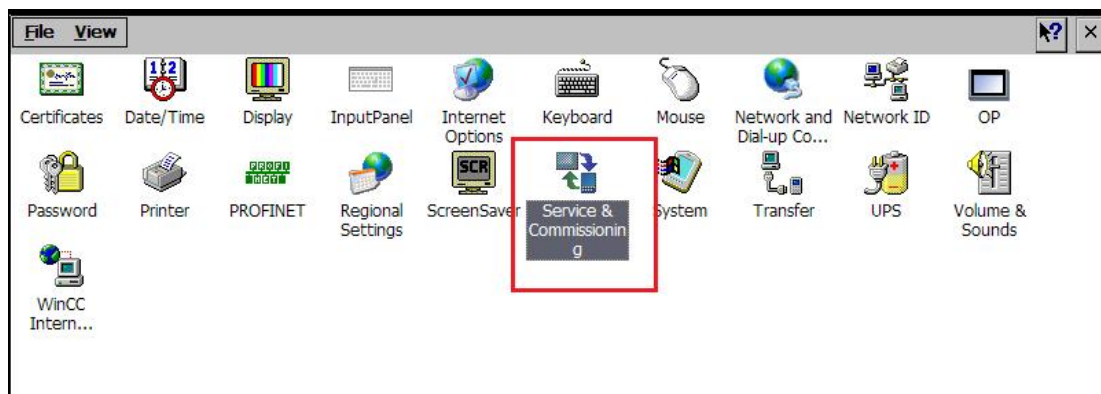 File View
Certificates
Date/Time
Display
InputPanel
Internet
Options
Keyboard
Mouse
Network and
Dial-up Co...
Network ID
OP
Password
Printer
PROFINET
Regional
Settings
SCR
ScreenSaver
Service &
Commissionin
g
System
Transfer
UPS
Volume &
Sounds
WinCC
Intern...